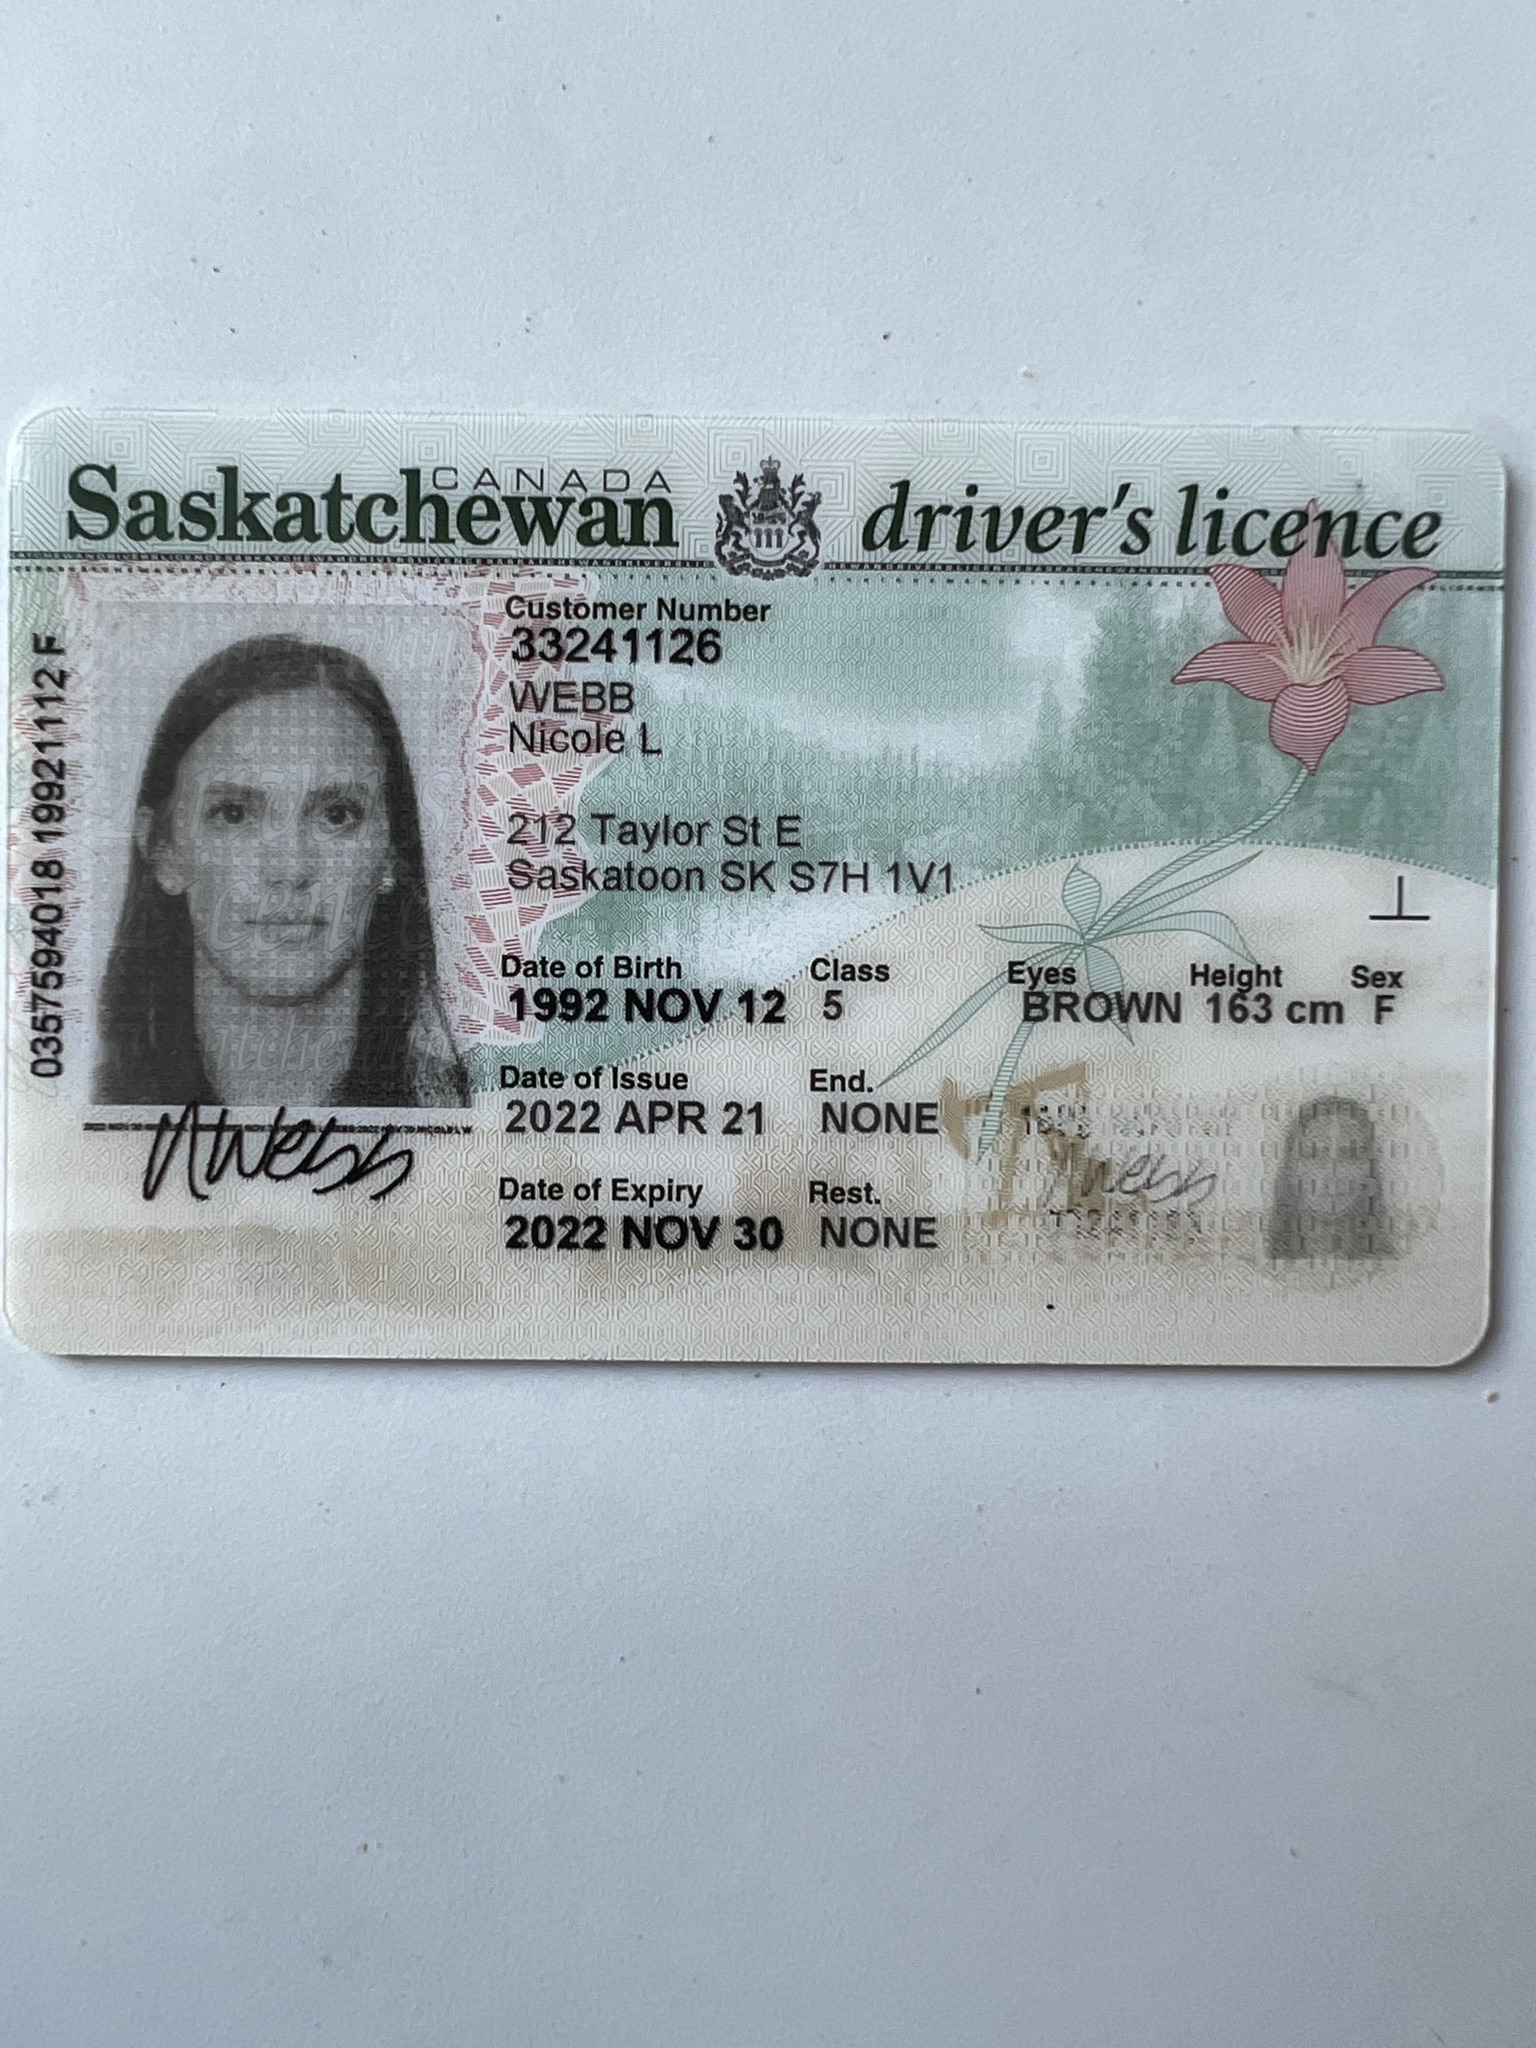 CANADA
Saskatchewan driver's licence
Customer Number
33241126
WEBB
Nicole L
212 Taylor St E
Saskatoon SK S7H 1V1
Date of Birth Class Eyes Height Sex
1992 NOV 12 5 BROWN 163 cm F
Date of Issue End.
2022 APR 21 NONE
Date of Expiry Rest.
2022 NOV 30 NONE
NWebb
0357594018 19921112 F